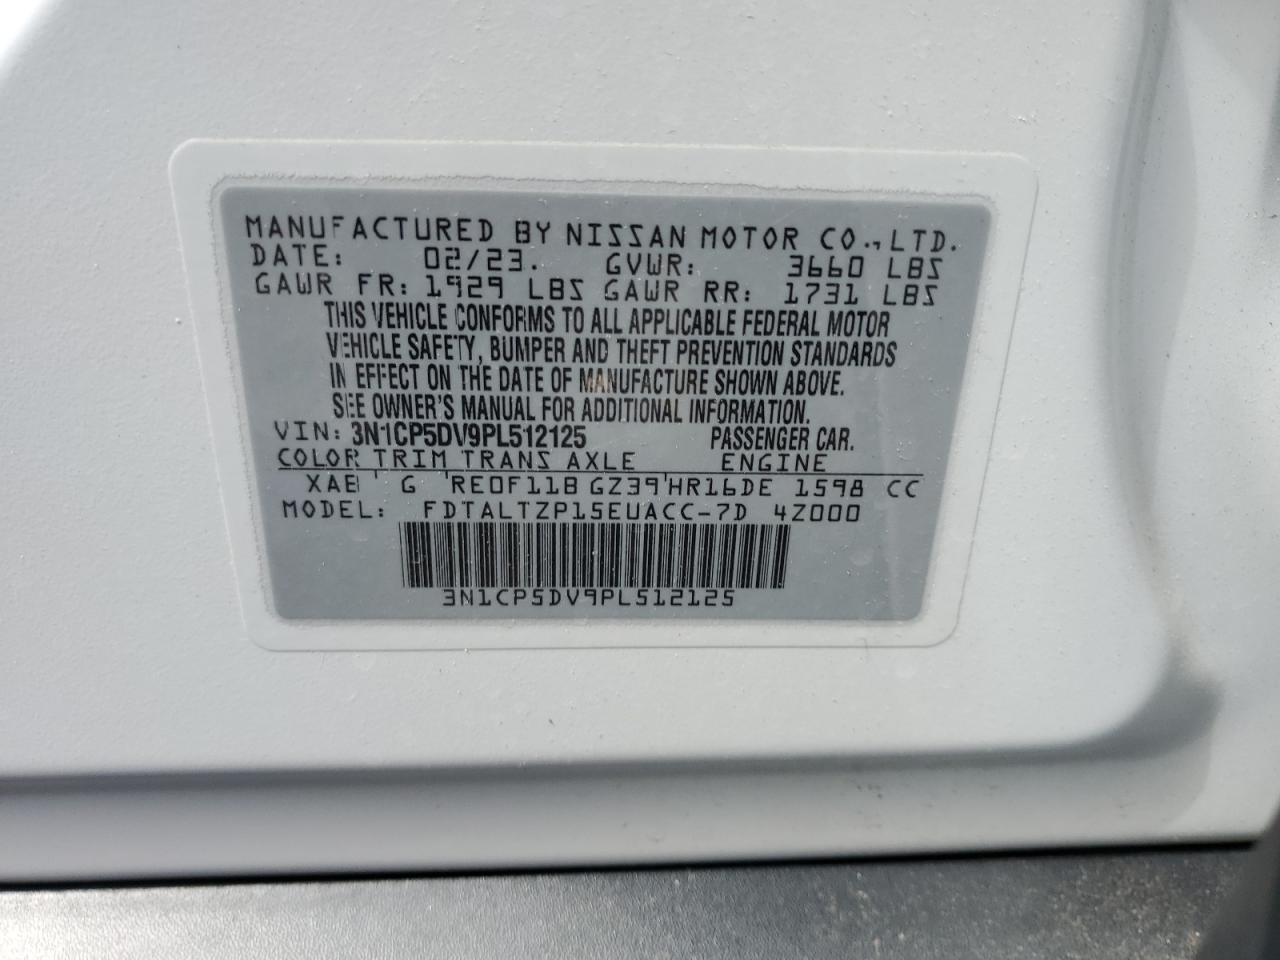 MANUFACTURED BY NISSAN MOTOR CO., LTD.
DATE: 02/23. GVWR: 3660 LBS
GAWR FR: 1929 LBS GAWR RR: 1731 LBS
THIS VEHICLE CONFORMS TO ALL APPLICABLE FEDERAL MOTOR
VEHICLE SAFETY, BUMPER AND THEFT PREVENTION STANDARDS
IN EFFECT ON THE DATE OF MANUFACTURE SHOWN ABOVE.
SEE OWNER'S MANUAL FOR ADDITIONAL INFORMATION.
VIN: 3N1CP5DV9PL512125 PASSENGER CAR.
COLOR TRIM TRANS AXLE ENGINE
XAB G RE0F11B GZ39 HR16DE 1598 CC
MODEL: FDTALTZP15EUACC-7D 4Z000
3N1CP5DV9PL512125